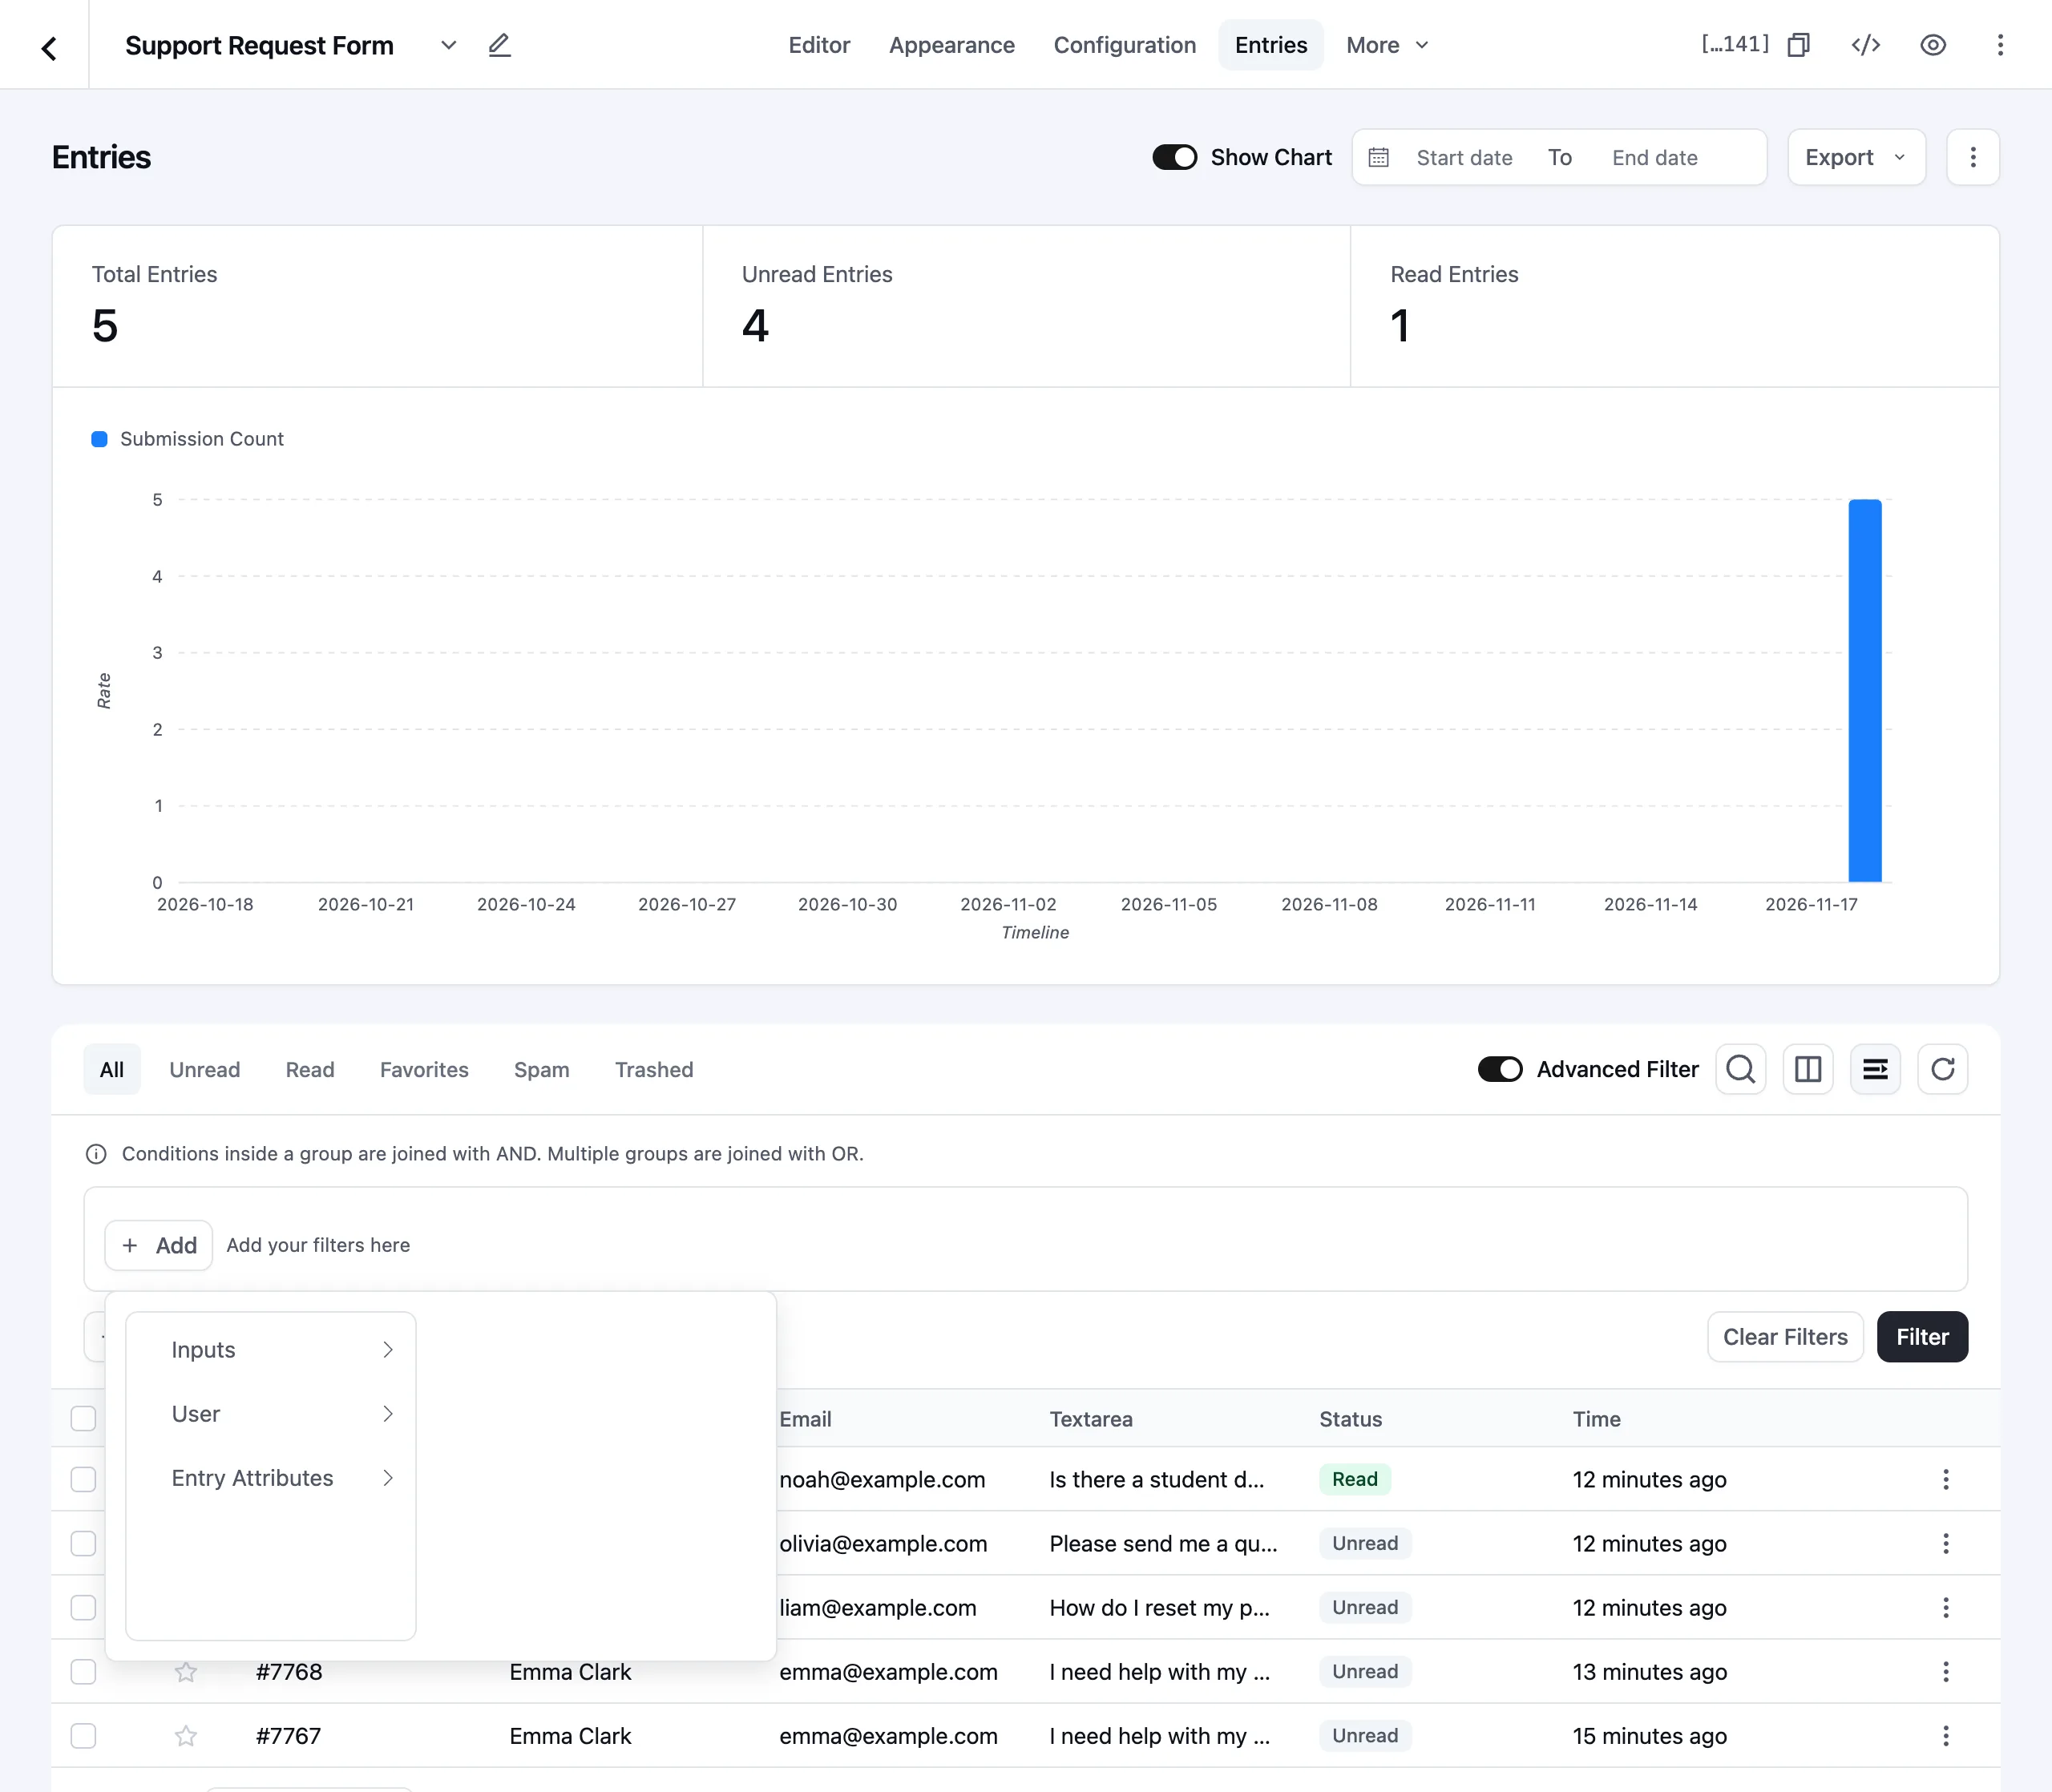 Support Request Form
Editor Appearance Configuration Entries More
[...141]
Entries
Show Chart Start date To End date Export
Total Entries Unread Entries Read Entries
5 4 1
Submission Count
5
4
3
2
1
0
Rate
2026-10-18 2026-10-21 2026-10-24 2026-10-27 2026-10-30 2026-11-02 2026-11-05 2026-11-08 2026-11-11 2026-11-14 2026-11-17
Timeline
All Unread Read Favorites Spam Trashed Advanced Filter
Conditions inside a group are joined with AND. Multiple groups are joined with OR.
+ Add Add your filters here
Clear Filters Filter
Inputs
User
Entry Attributes
Email Textarea Status Time
noah@example.com Is there a student d... Read 12 minutes ago
olivia@example.com Please send me a qu... Unread 12 minutes ago
liam@example.com How do I reset my p... Unread 12 minutes ago
#7768 Emma Clark emma@example.com I need help with my ... Unread 13 minutes ago
#7767 Emma Clark emma@example.com I need help with my ... Unread 15 minutes ago